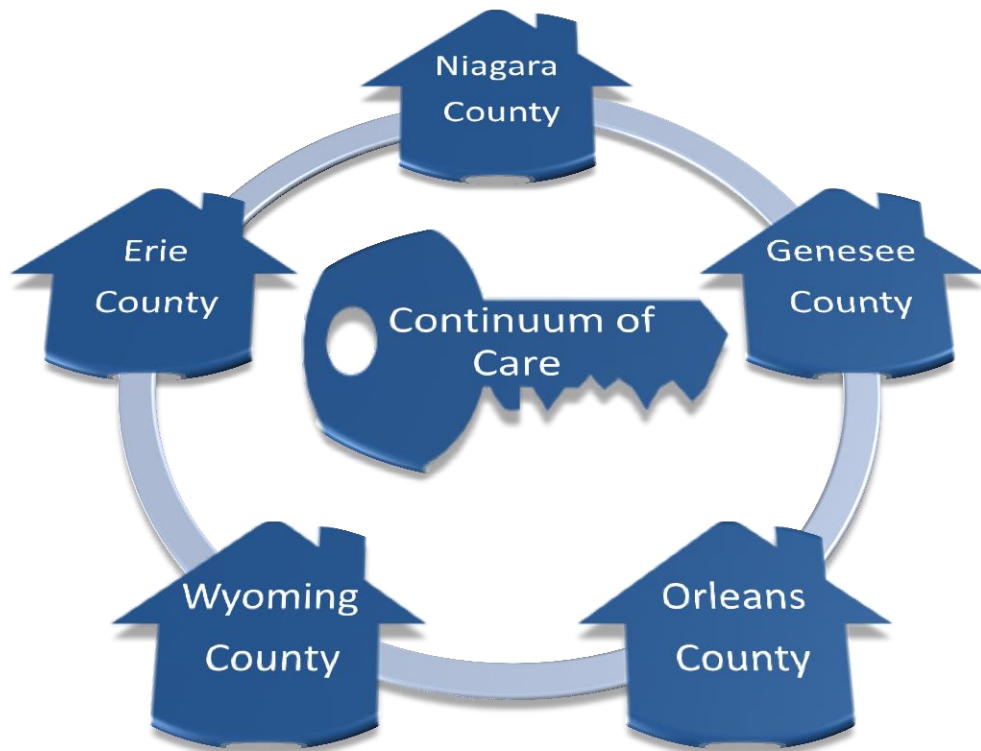 Niagara
County
Erie
County
Genesee
County
Continuum of
Care
Wyoming
County
Orleans
County